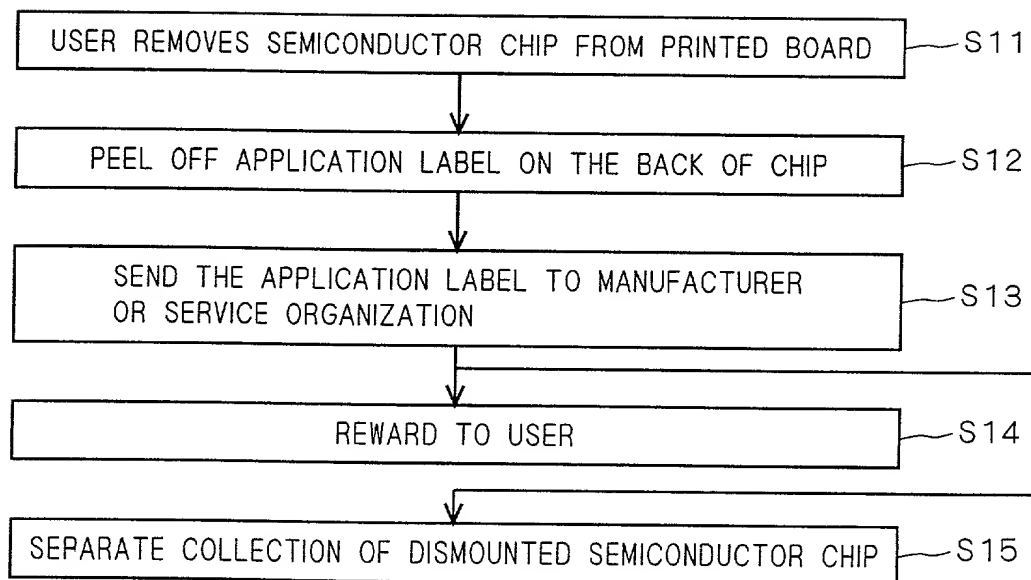 USER REMOVES SEMICONDUCTOR CHIP FROM PRINTED BOARD S11
PEEL OFF APPLICATION LABEL ON THE BACK OF CHIP S12
SEND THE APPLICATION LABEL TO MANUFACTURER
OR SERVICE ORGANIZATION S13
REWARD TO USER S14
SEPARATE COLLECTION OF DISMOUNTED SEMICONDUCTOR CHIP S15